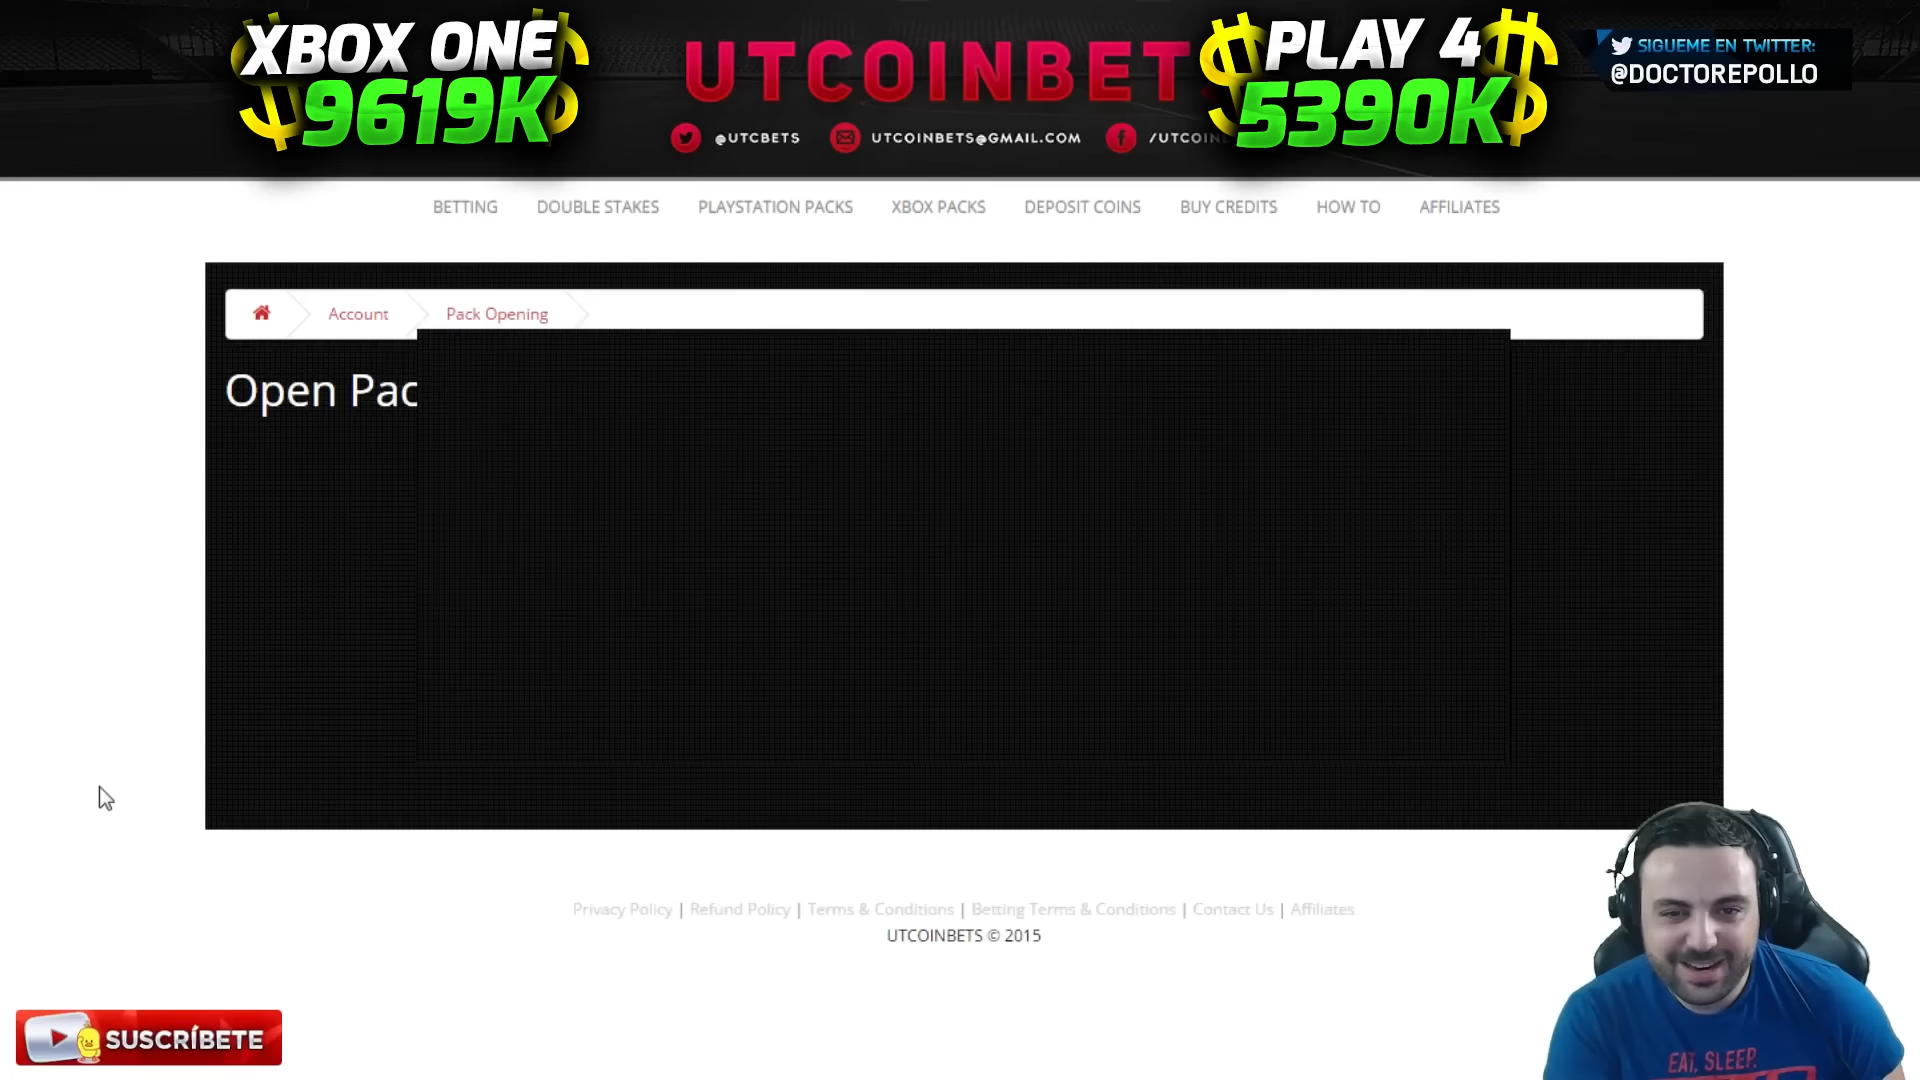 XBOX ONE
9619K
UTCOINBET
PLAY 4
5390K
SIGUEME EN TWITTER:
@DOCTOREPOLLO
@UTCBETS
UTCOINBETS@GMAIL.COM
/UTCOIN
BETTING
DOUBLE STAKES
PLAYSTATION PACKS
XBOX PACKS
DEPOSIT COINS
BUY CREDITS
HOW TO
AFFILIATES
Account
Pack Opening
Open Pac
Privacy Policy | Refund Policy | Terms & Conditions | Betting Terms & Conditions | Contact Us | Affiliates
UTCOINBETS © 2015
SUSCRÍBETE
EAT, SLEEP,